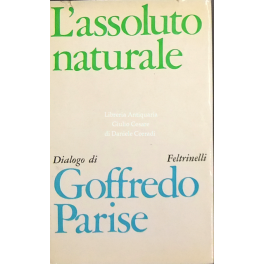 L'assoluto
naturale
Dialogo di
Feltrinelli
Goffredo
Parise